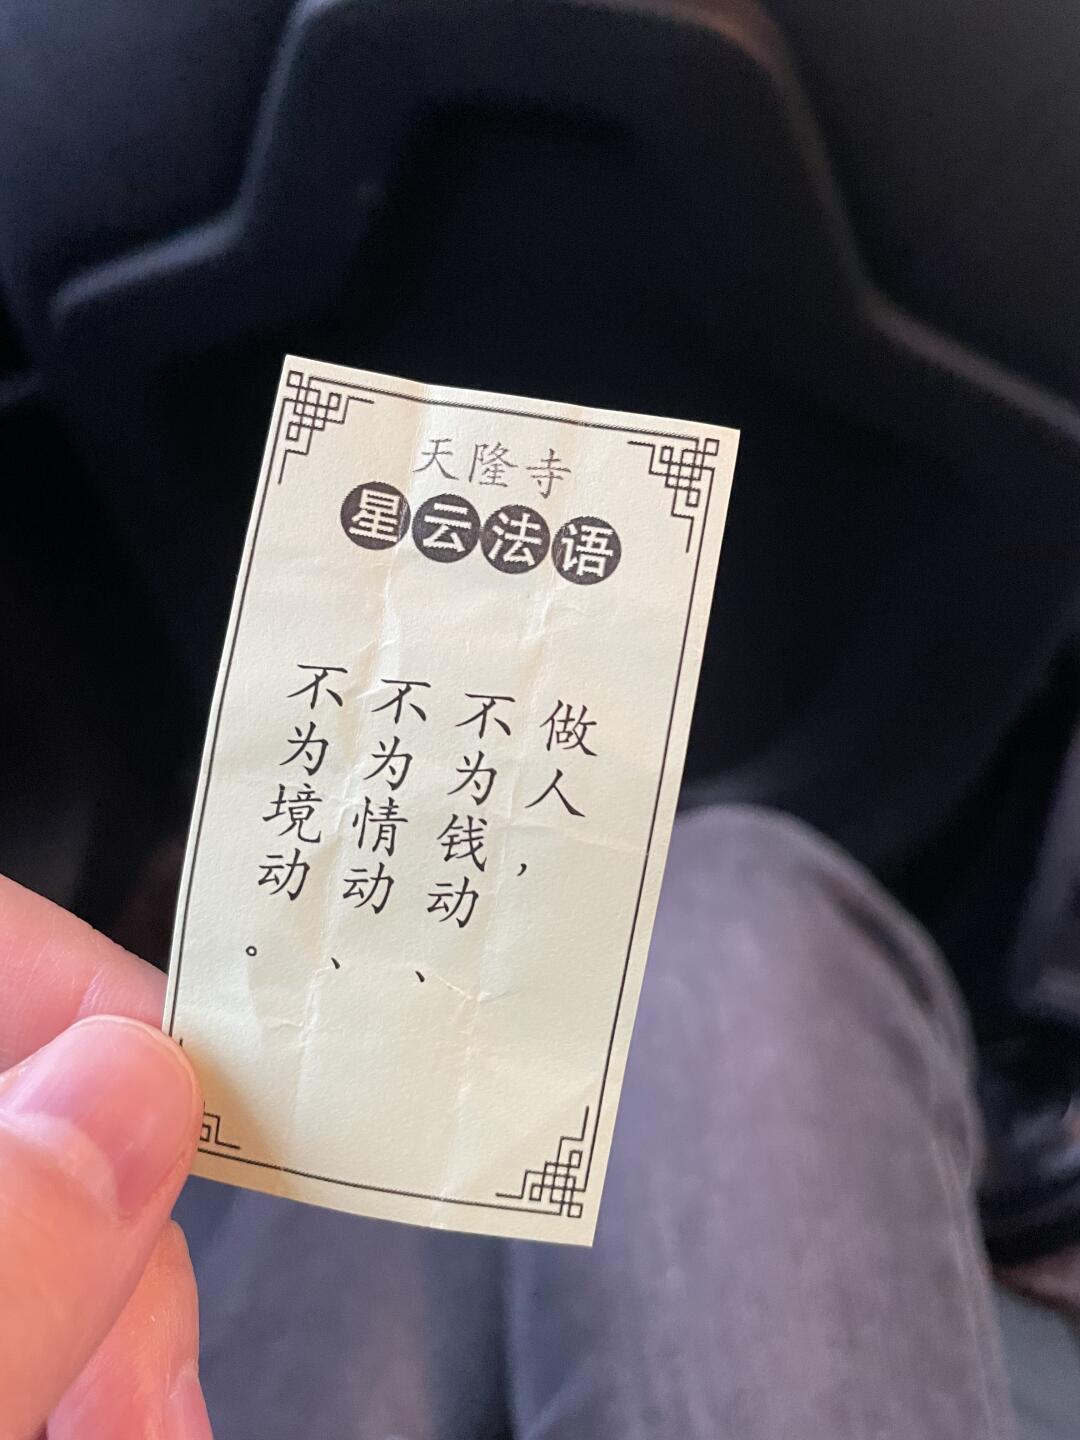 天隆寺
星云法语
做人，
不为钱动、
不为情动、
不为境动。